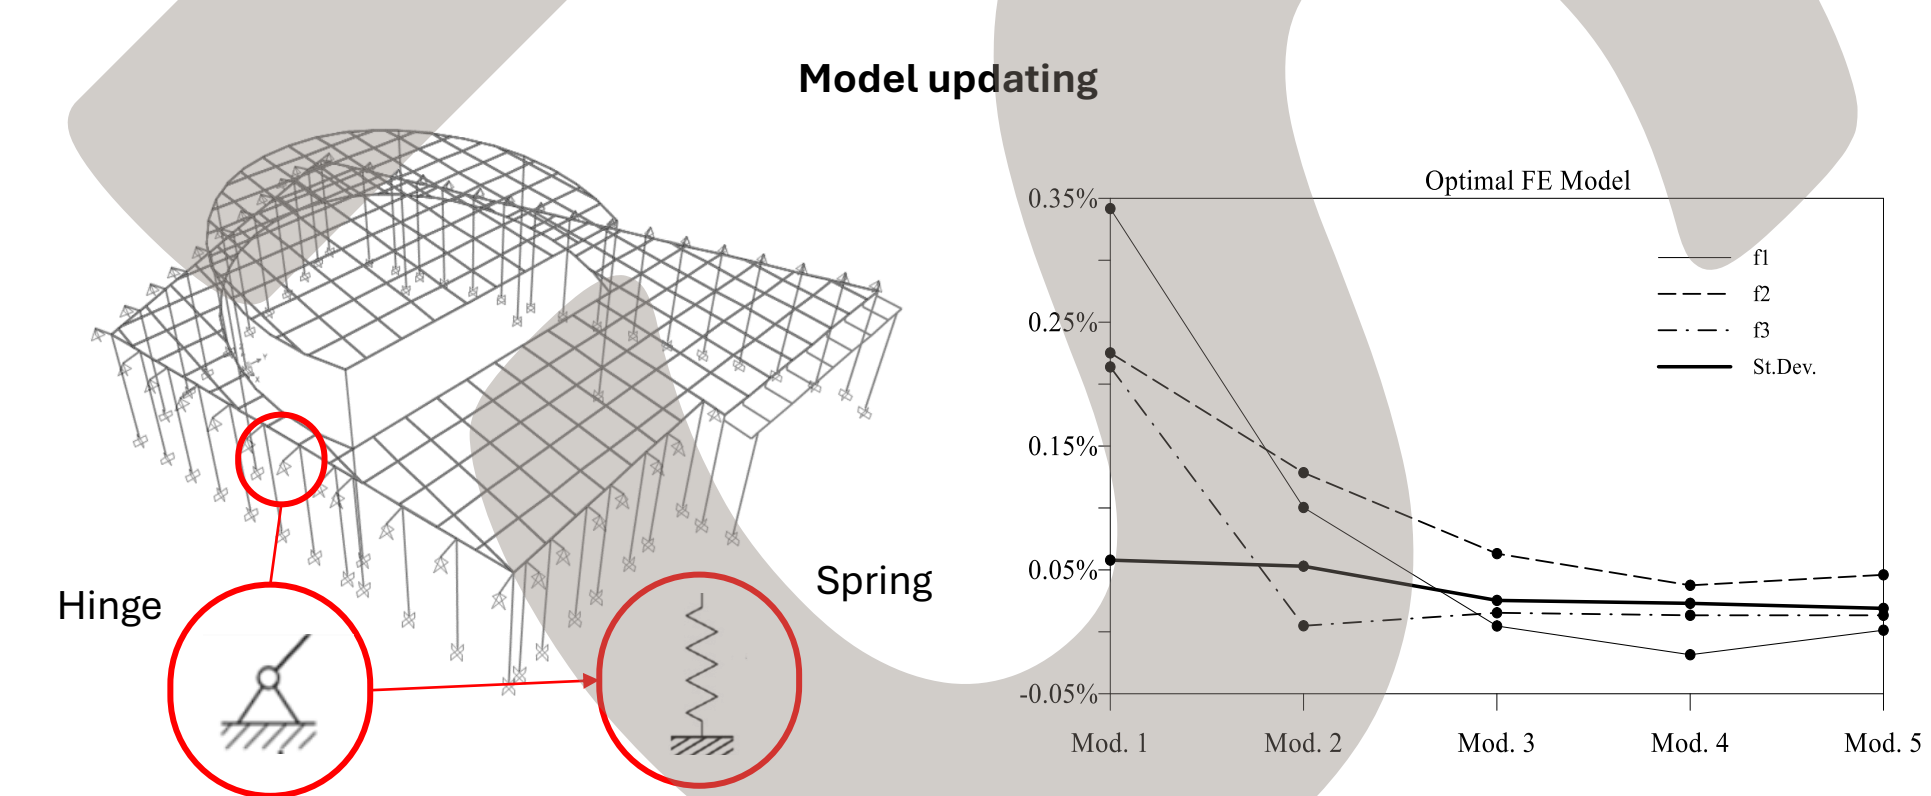 Model updating
Hinge
Spring
Optimal FE Model
0.35%
0.25%
0.15%
0.05%
-0.05%
f1
f2
f3
St.Dev.
Mod. 1 Mod. 2 Mod. 3 Mod. 4 Mod. 5